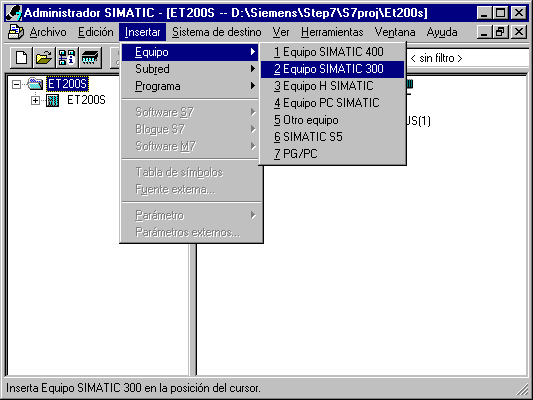 Administrador SIMATIC - [ET200S -- D:\Siemens\Step7\S7proj\Et200s]
Archivo Edición Insertar Sistema de destino Ver Herramientas Ventana Ayuda
< sin filtro >
Equipo
Subred
Programa
Software S7
Bloque S7
Software M7
Tabla de símbolos
Fuente externa...
Parámetro
Parámetros externos...
1 Equipo SIMATIC 400
2 Equipo SIMATIC 300
3 Equipo H SIMATIC
4 Equipo PC SIMATIC
5 Otro equipo
6 SIMATIC S5
7 PG/PC
ET200S
ET200S
US(1)
Inserta Equipo SIMATIC 300 en la posición del cursor.